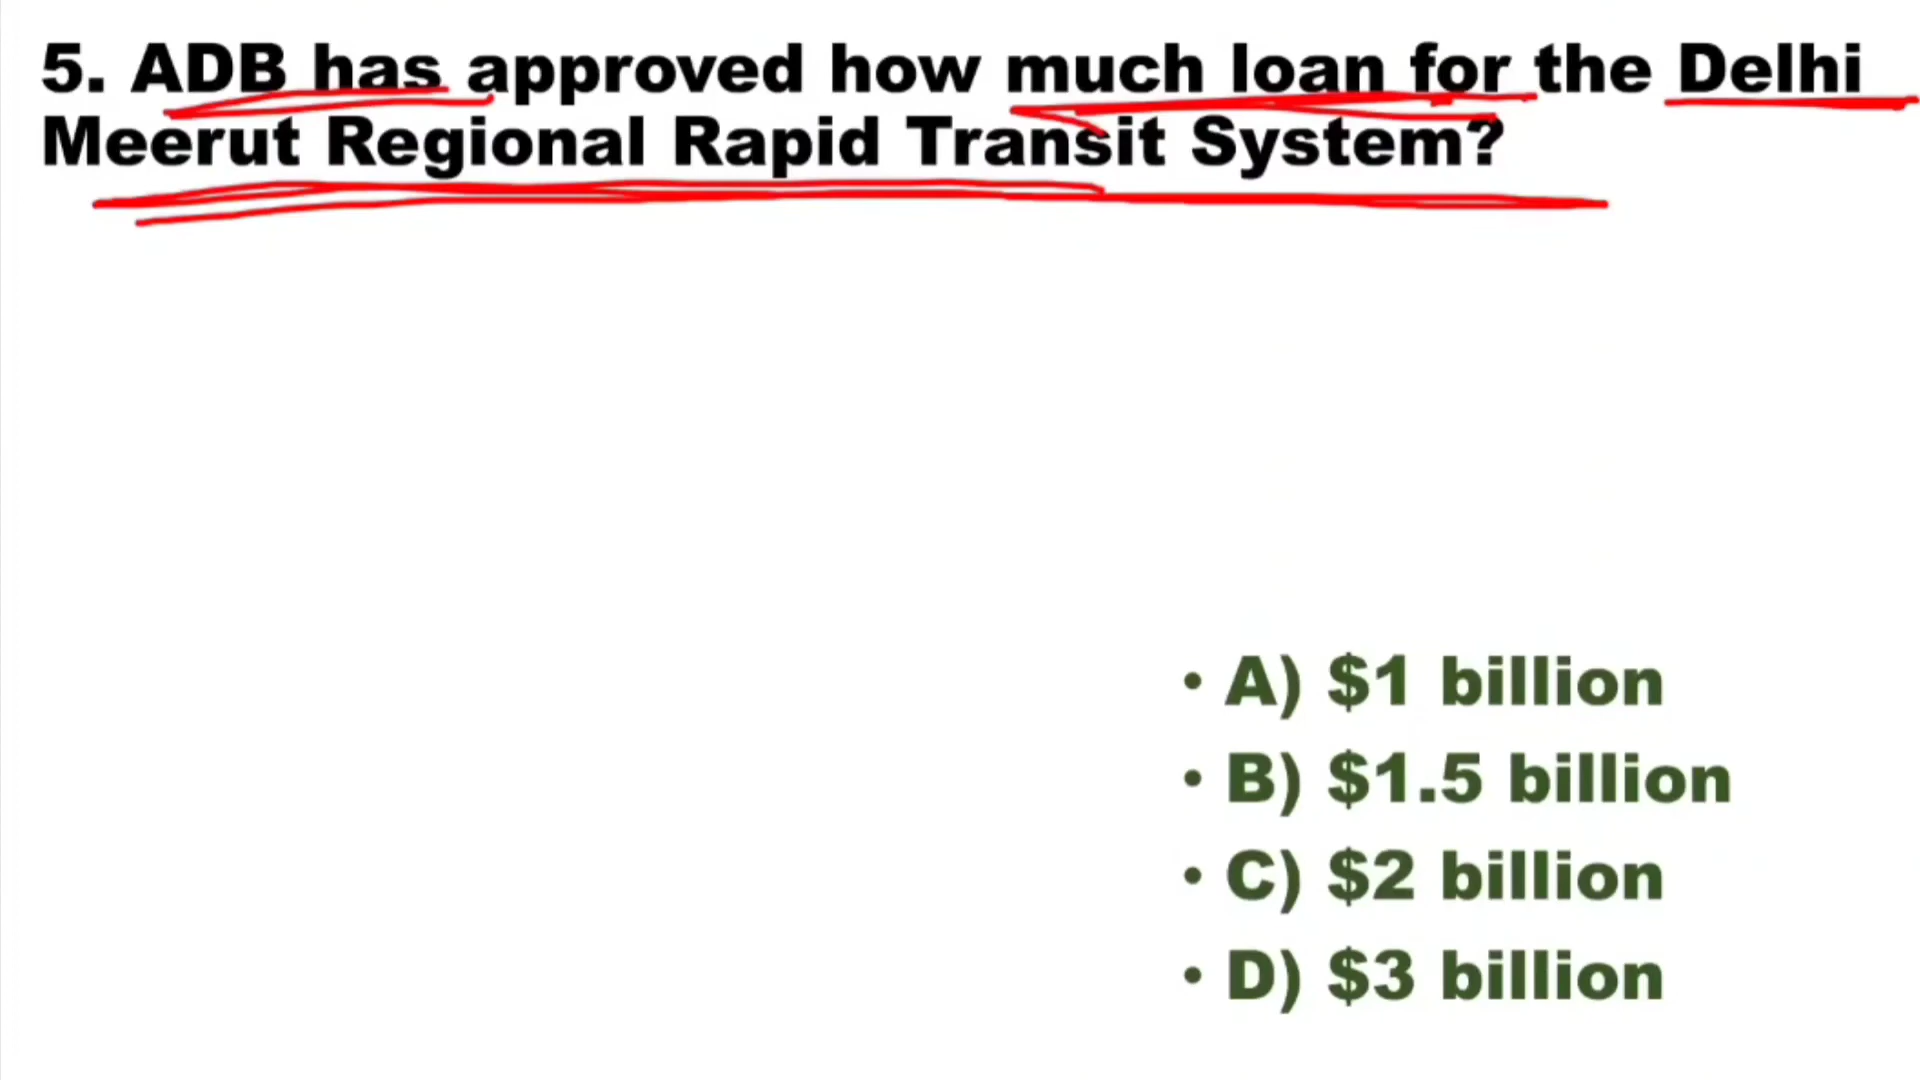 5. ADB has approved how much loan for the Delhi
Meerut Regional Rapid Transit System?
• A) $1 billion
• B) $1.5 billion
• C) $2 billion
• D) $3 billion